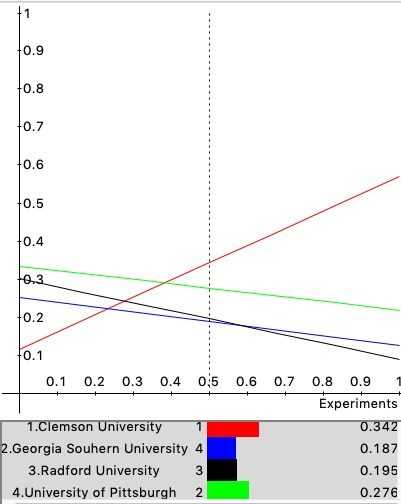 1
0.9
0.8
0.7
0.6
0.5
0.4
0.3
0.2
0.1
0.1 0.2 0.3 0.4 0.5 0.6 0.7 0.8 0.9 1
Experiments
1.Clemson University 1 0.342
2.Georgia Souhern University 4 0.187
3.Radford University 3 0.195
4.University of Pittsburgh 2 0.276